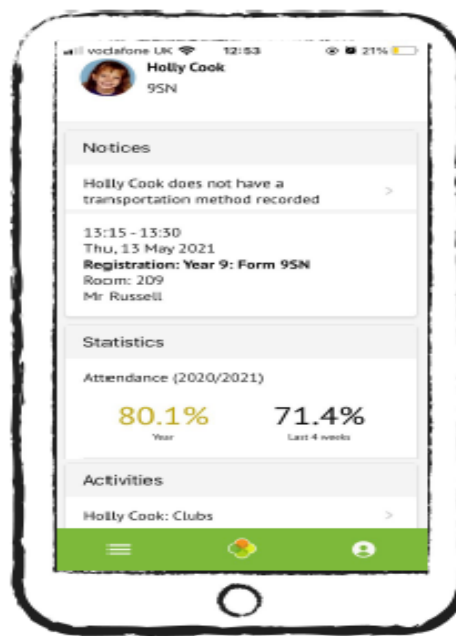 vodafone UK 12:53 21%
Holly Cook
9SN
Notices
Holly Cook does not have a
transportation method recorded
13:15 - 13:30
Thu, 13 May 2021
Registration: Year 9: Form 9SN
Room: 209
Mr Russell
Statistics
Attendance (2020/2021)
80.1% 71.4%
Year Last 4 weeks
Activities
Holly Cook: Clubs